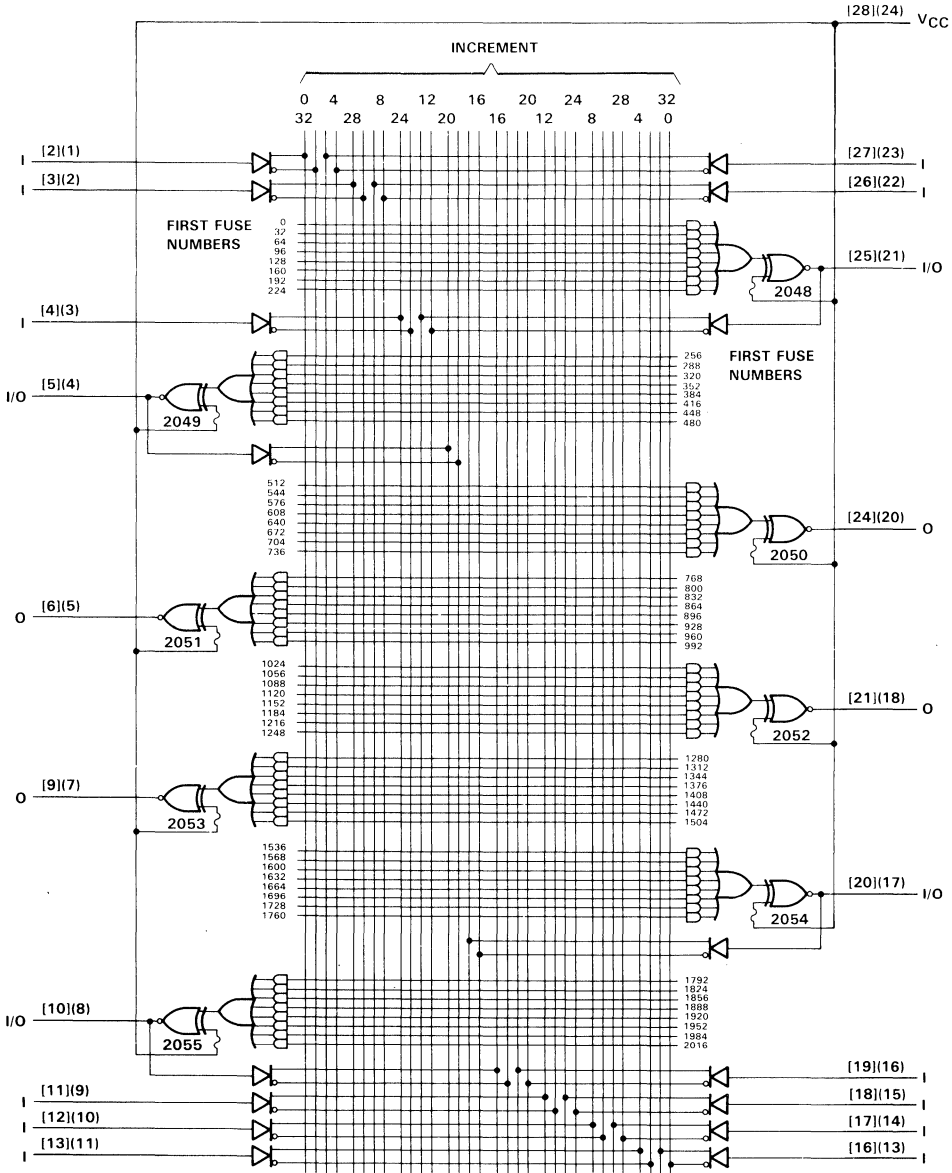 [28](24)
VCC
INCREMENT
0 4 8 12 16 20 24 28 32
32 28 24 20 16 12 8 4 0
I [2](1)
[27](23) I
I [3](2)
[26](22) I
FIRST FUSE
NUMBERS
0
32
64
96
128
160
192
224
[25](21) I/O
2048
I [4](3)
FIRST FUSE
NUMBERS
256
288
320
352
384
416
448
480
I/O [5](4)
2049
512
544
576
608
640
672
704
736
[24](20) O
2050
768
800
832
864
896
928
960
992
O [6](5)
2051
1024
1056
1088
1120
1152
1184
1216
1248
[21](18) O
2052
1280
1312
1344
1376
1408
1440
1472
1504
O [9](7)
2053
1536
1568
1600
1632
1664
1696
1728
1760
[20](17) I/O
2054
1792
1824
1856
1888
1920
1952
1984
2016
I/O [10](8)
2055
[19](16) I
I [11](9)
[18](15) I
I [12](10)
[17](14) I
I [13](11)
[16](13) I